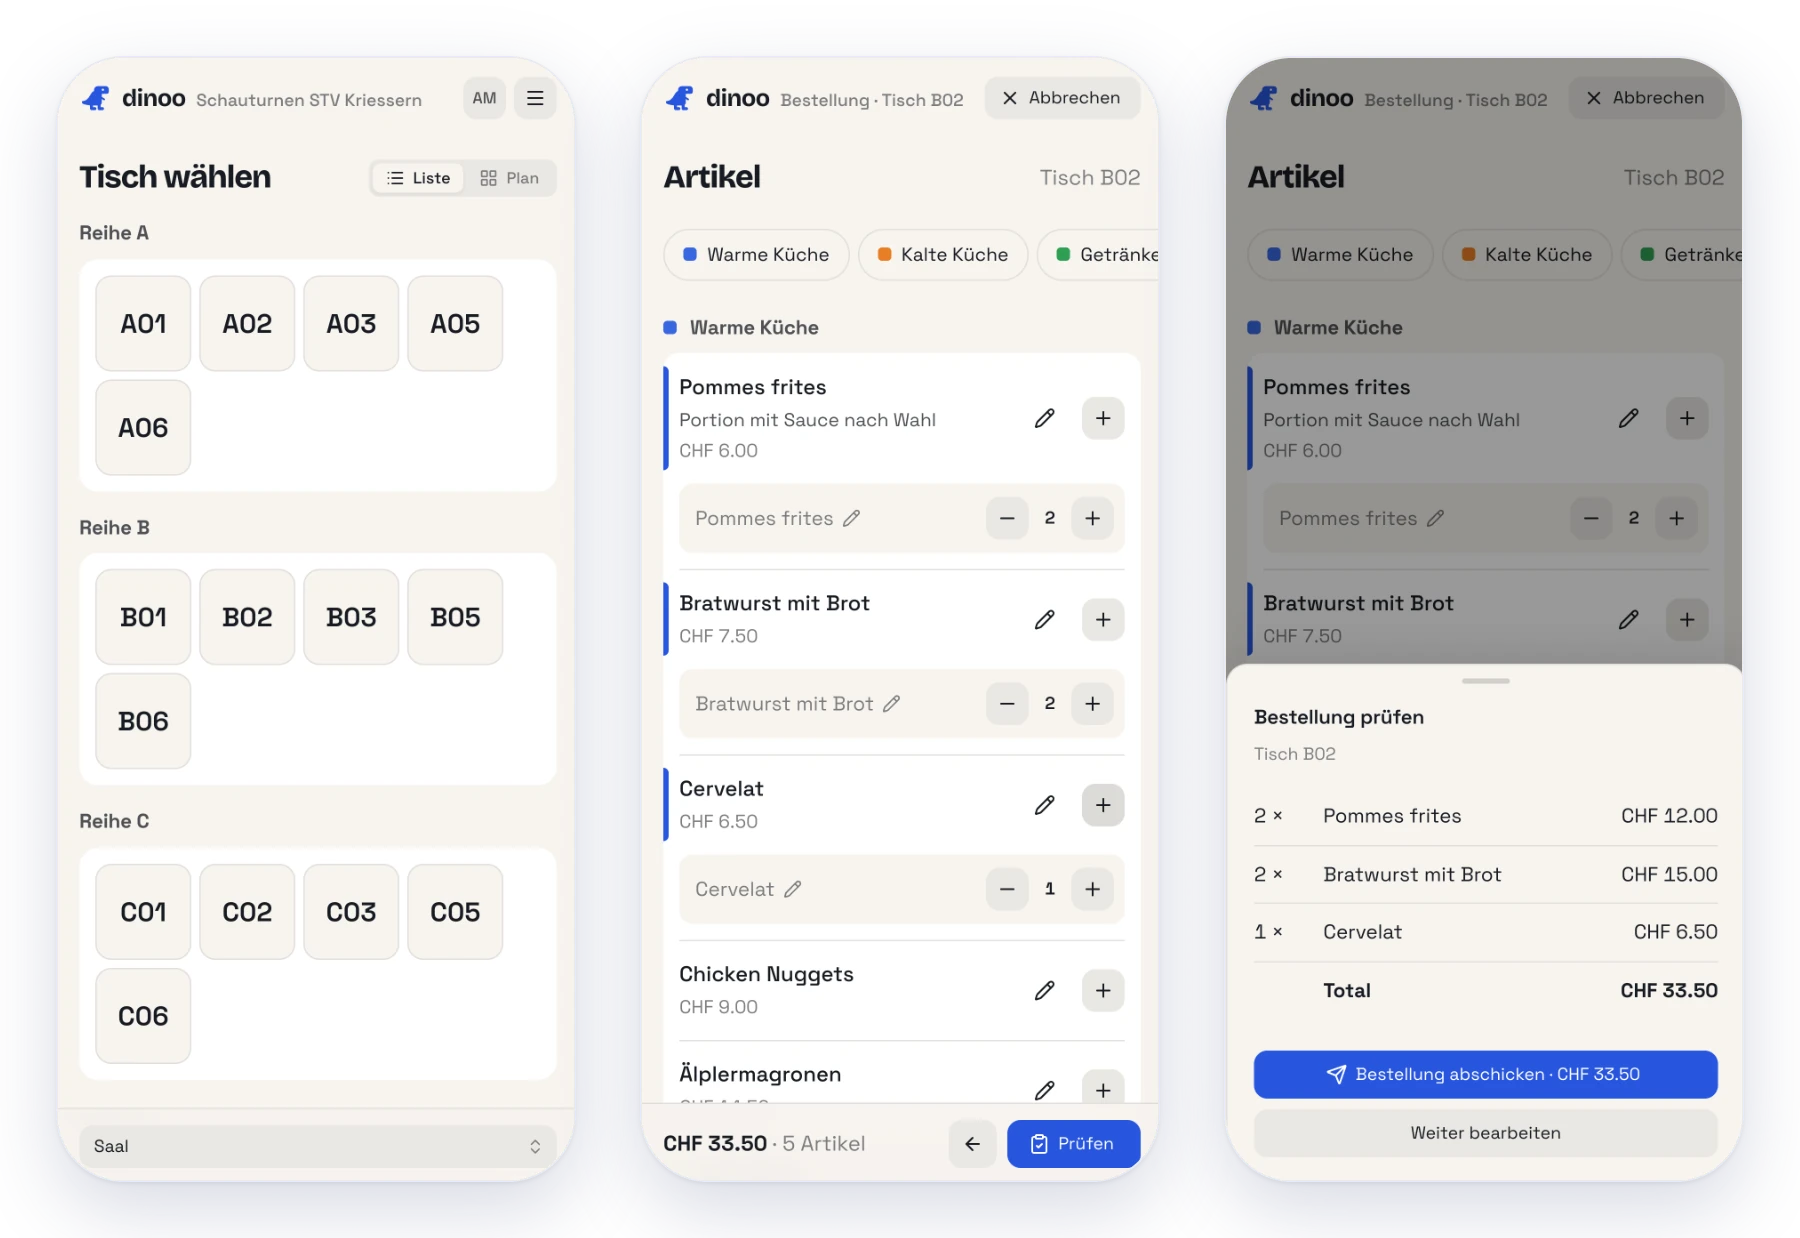 dinoo Schauturnen STV Kriessern AM
Tisch wählen
Liste Plan
Reihe A
A01 A02 A03 A05
A06
Reihe B
B01 B02 B03 B05
B06
Reihe C
C01 C02 C03 C05
C06
Saal
dinoo Bestellung · Tisch B02 Abbrechen
Artikel Tisch B02
Warme Küche Kalte Küche Getränke
Warme Küche
Pommes frites
Portion mit Sauce nach Wahl
CHF 6.00
Pommes frites − 2 +
Bratwurst mit Brot
CHF 7.50
Bratwurst mit Brot − 2 +
Cervelat
CHF 6.50
Cervelat − 1 +
Chicken Nuggets
CHF 9.00
Älplermagronen
CHF 33.50 · 5 Artikel Prüfen
dinoo Bestellung · Tisch B02 Abbrechen
Artikel Tisch B02
Warme Küche Kalte Küche Getränke
Warme Küche
Pommes frites
Portion mit Sauce nach Wahl
CHF 6.00
Pommes frites − 2 +
Bratwurst mit Brot
CHF 7.50
Bestellung prüfen
Tisch B02
2 × Pommes frites CHF 12.00
2 × Bratwurst mit Brot CHF 15.00
1 × Cervelat CHF 6.50
Total CHF 33.50
Bestellung abschicken · CHF 33.50
Weiter bearbeiten